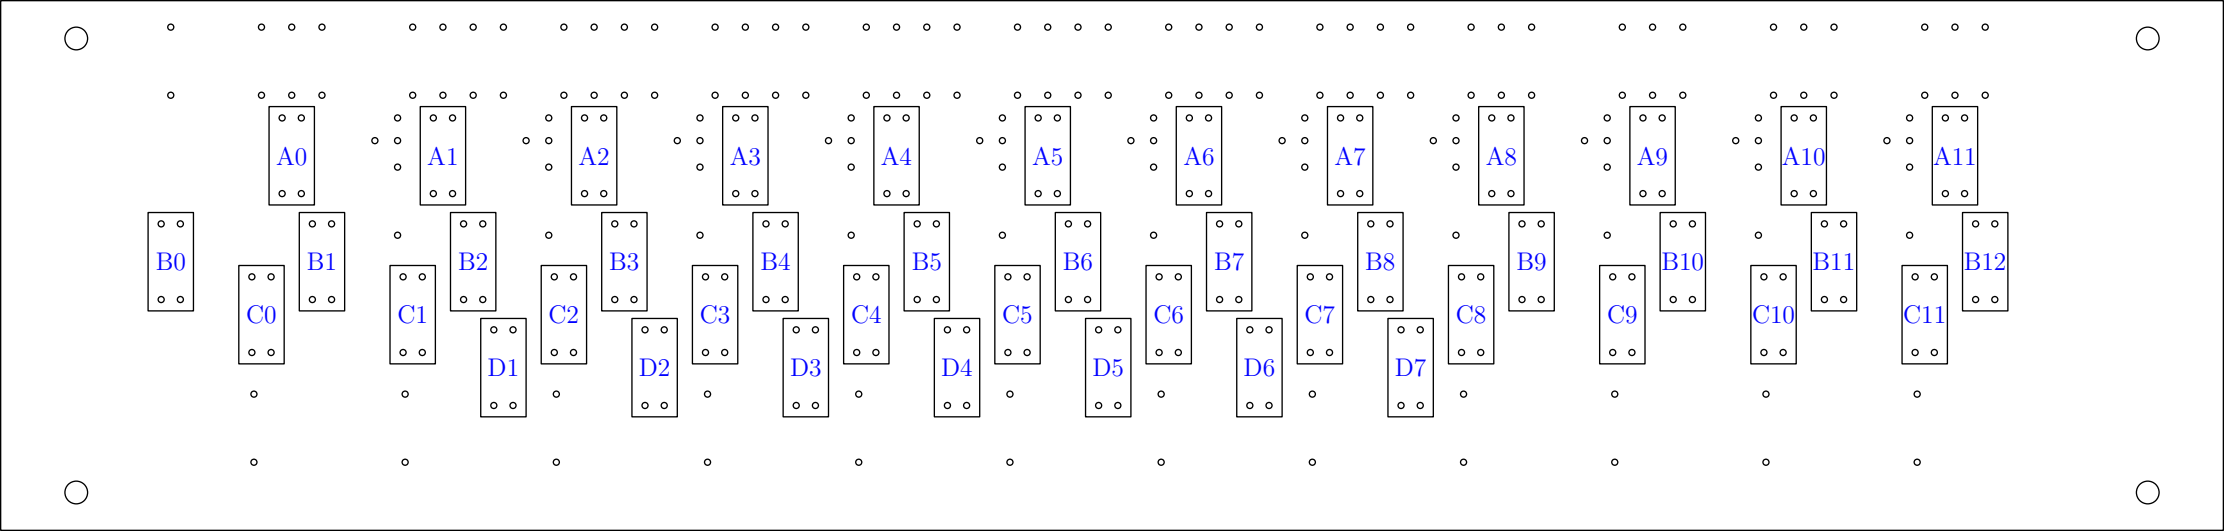 A0 A1 A2 A3 A4 A5 A6 A7 A8 A9 A10 A11
B0 B1 B2 B3 B4 B5 B6 B7 B8 B9 B10 B11 B12
C0 C1 C2 C3 C4 C5 C6 C7 C8 C9 C10 C11
D1 D2 D3 D4 D5 D6 D7